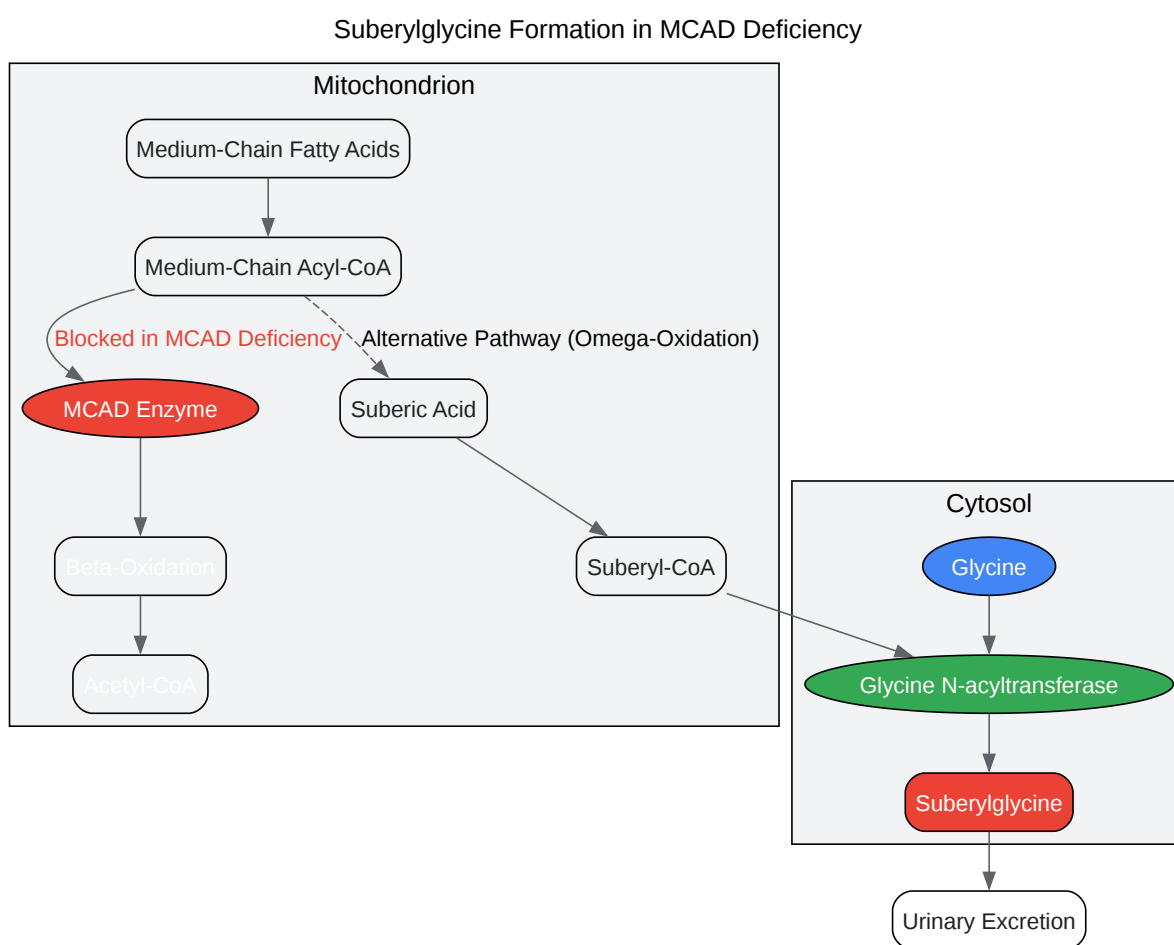 Suberylglycine Formation in MCAD Deficiency
Mitochondrion
Medium-Chain Fatty Acids
Medium-Chain Acyl-CoA
Blocked in MCAD Deficiency
Alternative Pathway (Omega-Oxidation)
MCAD Enzyme
Suberic Acid
Cytosol
Beta-Oxidation
Suberyl-CoA
Glycine
Acetyl-CoA
Glycine N-acyltransferase
Suberylglycine
Urinary Excretion